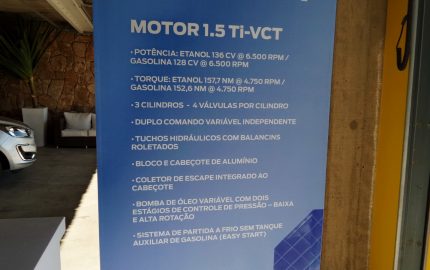 MOTOR 1.5 Ti-VCT
• POTÊNCIA: ETANOL 136 CV @ 6.500 RPM /
GASOLINA 128 CV @ 6.500 RPM
• TORQUE: ETANOL 157,7 NM @ 4.750 RPM /
GASOLINA 152,6 NM @ 4.750 RPM
• 3 CILINDROS - 4 VÁLVULAS POR CILINDRO
• DUPLO COMANDO VARIÁVEL INDEPENDENTE
• TUCHOS HIDRÁULICOS COM BALANCINS
ROLETADOS
• BLOCO E CABEÇOTE DE ALUMÍNIO
• COLETOR DE ESCAPE INTEGRADO AO
CABEÇOTE
• BOMBA DE ÓLEO VARIÁVEL COM DOIS
ESTÁGIOS DE CONTROLE DE PRESSÃO – BAIXA
E ALTA ROTAÇÃO
• SISTEMA DE PARTIDA A FRIO SEM TANQUE
AUXILIAR DE GASOLINA (EASY START)